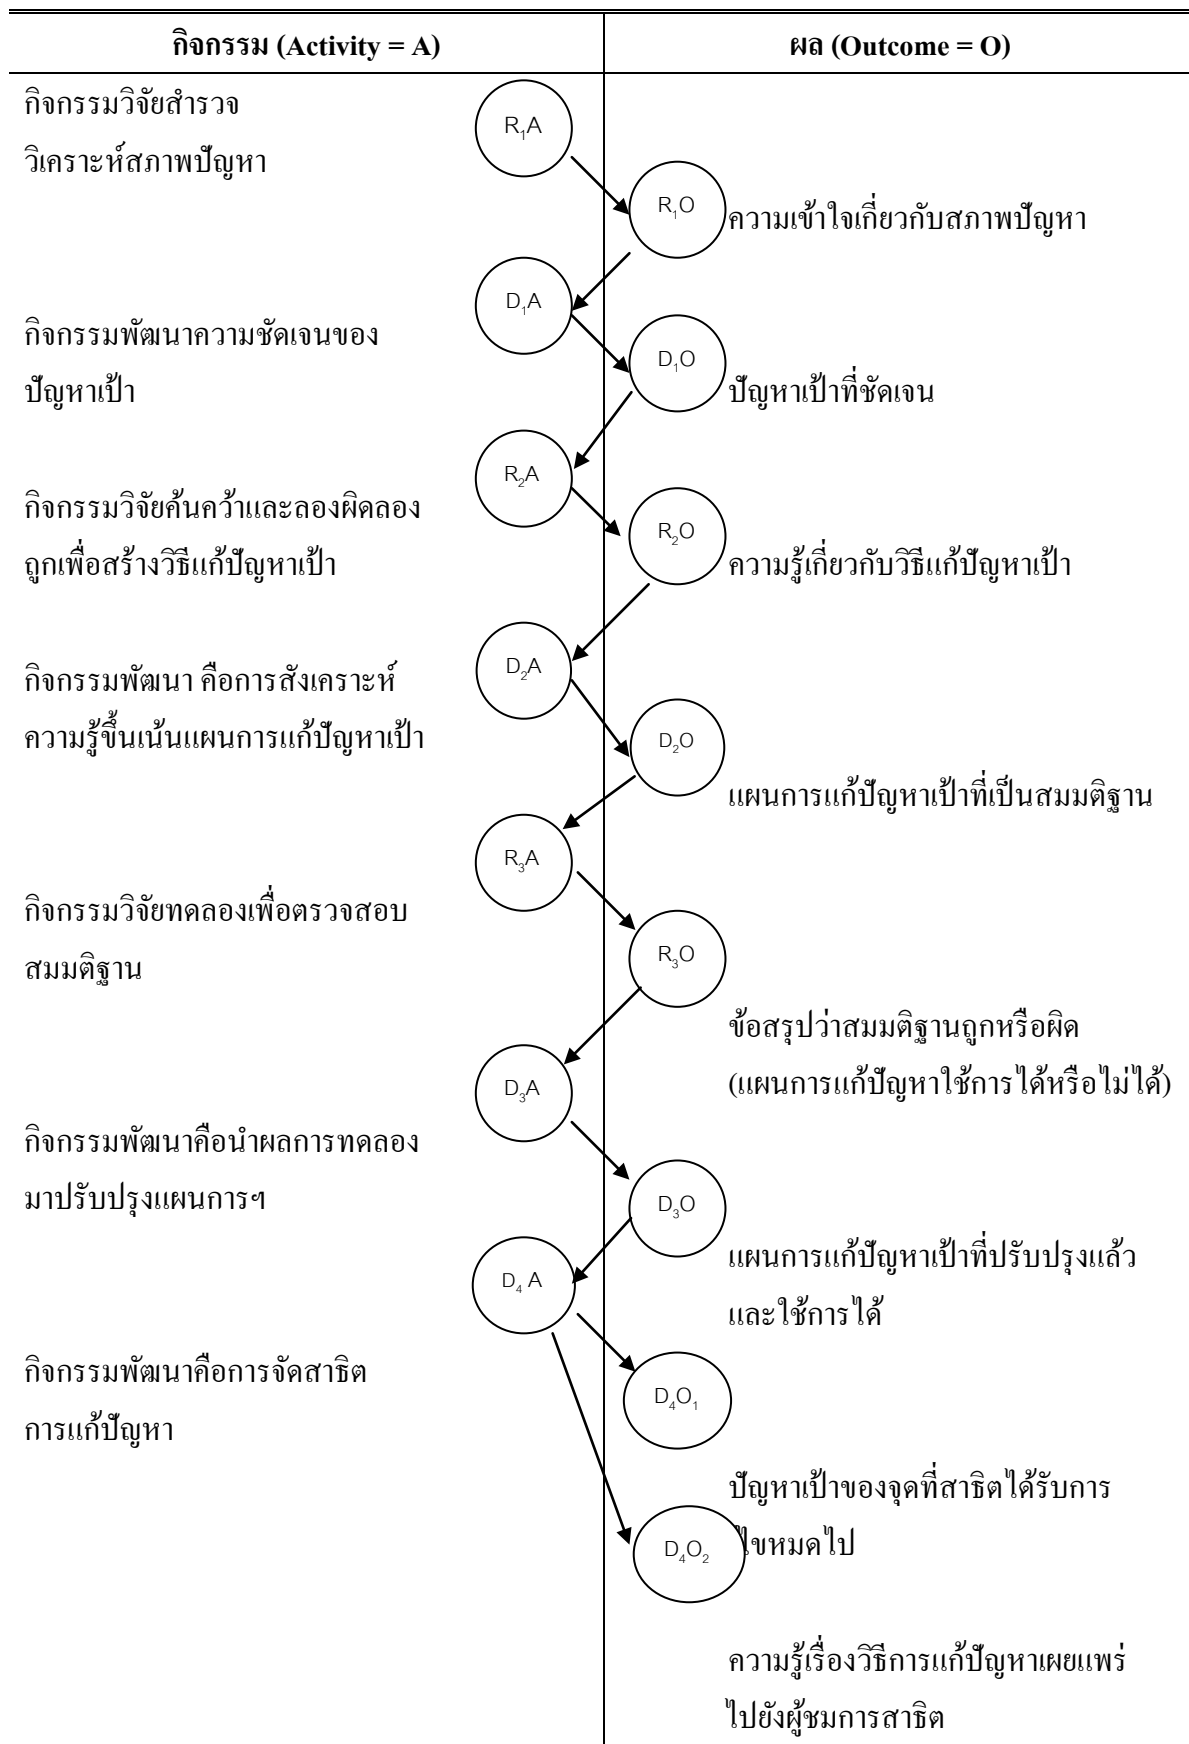 กิจกรรม (Activity = A)
ผล (Outcome = O)
กิจกรรมวิจัยสำรวจ
วิเคราะห์สภาพปัญหา
R₁A
R₁O
ความเข้าใจเกี่ยวกับสภาพปัญหา
D₁A
กิจกรรมพัฒนาความชัดเจนของ
ปัญหาเป้า
D₁O
ปัญหาเป้าที่ชัดเจน
R₂A
กิจกรรมวิจัยค้นคว้าและลองผิดลอง
ถูกเพื่อสร้างวิธีแก้ปัญหาเป้า
R₂O
ความรู้เกี่ยวกับวิธีแก้ปัญหาเป้า
D₂A
กิจกรรมพัฒนา คือการสังเคราะห์
ความรู้ขึ้นเน้นแผนการแก้ปัญหาเป้า
D₂O
แผนการแก้ปัญหาเป้าที่เป็นสมมติฐาน
R₃A
กิจกรรมวิจัยทดลองเพื่อตรวจสอบ
สมมติฐาน
R₃O
ข้อสรุปว่าสมมติฐานถูกหรือผิด
(แผนการแก้ปัญหาใช้การได้หรือไม่ได้)
D₃A
กิจกรรมพัฒนาคือนำผลการทดลอง
มาปรับปรุงแผนการฯ
D₃O
แผนการแก้ปัญหาเป้าที่ปรับปรุงแล้ว
และใช้การได้
D₄ A
กิจกรรมพัฒนาคือการจัดสาธิต
การแก้ปัญหา
D₄O₁
ปัญหาเป้าของจุดที่สาธิตได้รับการ
ไขหมดไป
D₄O₂
ความรู้เรื่องวิธีการแก้ปัญหาเผยแพร่
ไปยังผู้ชมการสาธิต